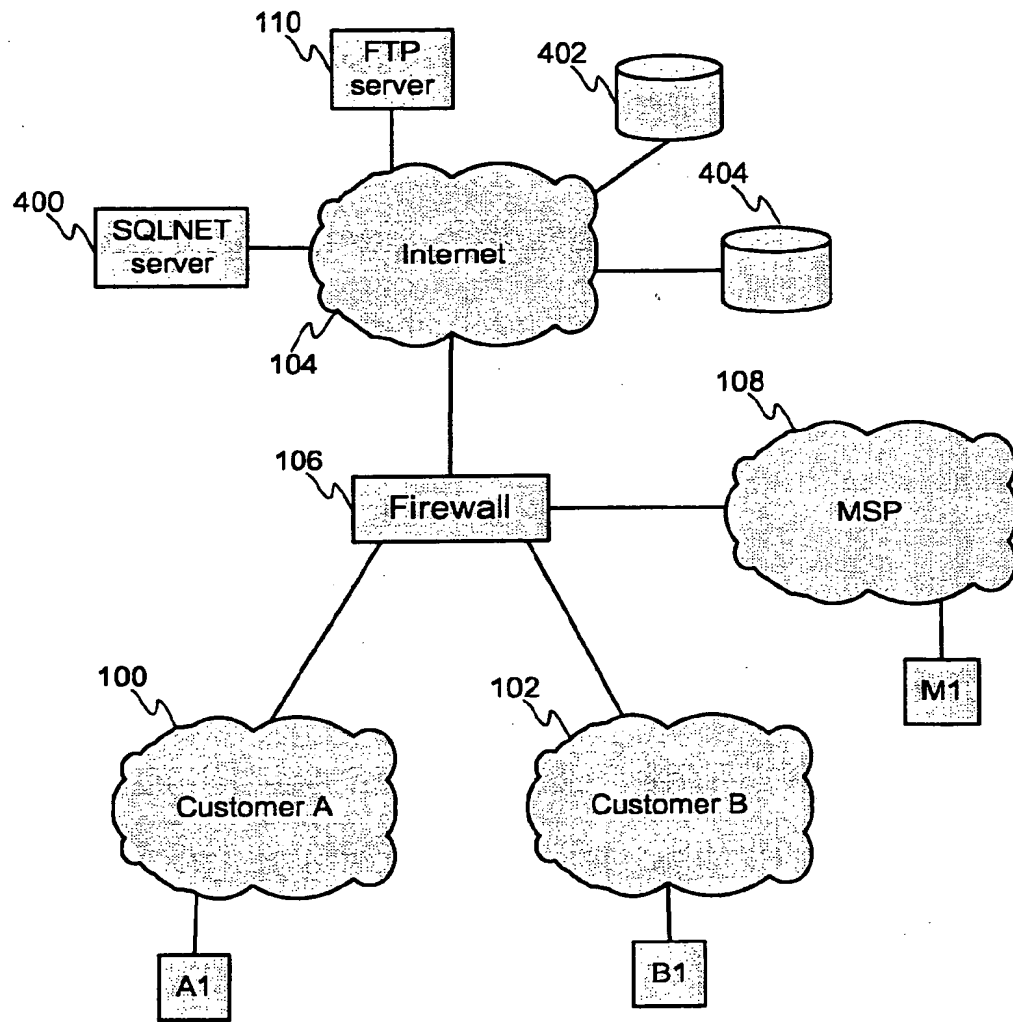 110
FTP
server
402
400
SQLNET
server
Internet
404
104
108
106
Firewall
MSP
100
102
M1
Customer A
Customer B
A1
B1